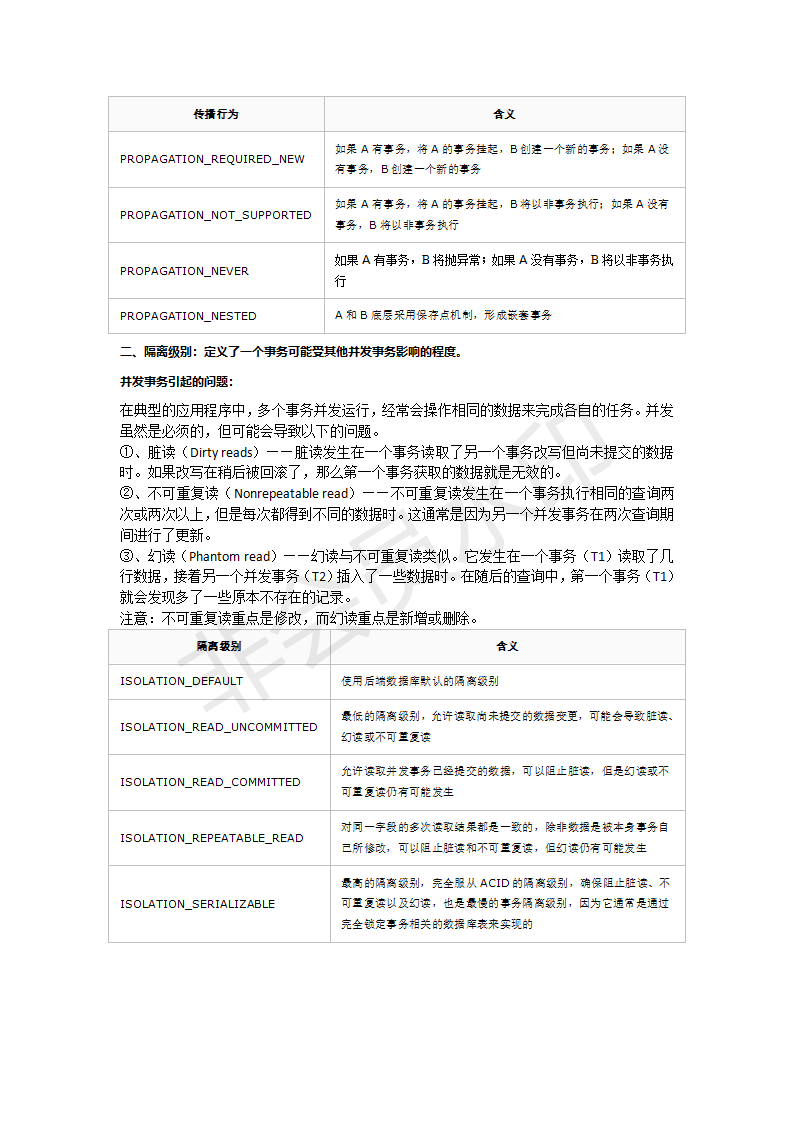 传播行为 含义
PROPAGATION_REQUIRED_NEW 如果 A 有事务，将 A 的事务挂起，B 创建一个新的事务；如果 A 没
有事务，B 创建一个新的事务
PROPAGATION_NOT_SUPPORTED 如果 A 有事务，将 A 的事务挂起，B 将以非事务执行；如果 A 没有
事务，B 将以非事务执行
PROPAGATION_NEVER 如果 A 有事务，B 将抛异常；如果 A 没有事务，B 将以非事务执
行
PROPAGATION_NESTED A 和 B 底层采用保存点机制，形成嵌套事务
二、隔离级别：定义了一个事务可能受其他并发事务影响的程度。
并发事务引起的问题：
在典型的应用程序中，多个事务并发运行，经常会操作相同的数据来完成各自的任务。并发
虽然是必须的，但可能会导致以下的问题。
①、脏读（Dirty reads）——脏读发生在一个事务读取了另一个事务改写但尚未提交的数据
时。如果改写在稍后被回滚了，那么第一个事务获取的数据就是无效的。
②、不可重复读（Nonrepeatable read）——不可重复读发生在一个事务执行相同的查询两
次或两次以上，但是每次都得到不同的数据时。这通常是因为另一个并发事务在两次查询期
间进行了更新。
③、幻读（Phantom read）——幻读与不可重复读类似。它发生在一个事务（T1）读取了几
行数据，接着另一个并发事务（T2）插入了一些数据时。在随后的查询中，第一个事务（T1）
就会发现多了一些原本不存在的记录。
注意：不可重复读重点是修改，而幻读重点是新增或删除。
隔离级别 含义
ISOLATION_DEFAULT 使用后端数据库默认的隔离级别
ISOLATION_READ_UNCOMMITTED 最低的隔离级别，允许读取尚未提交的数据变更，可能会导致脏读、
幻读或不可重复读
ISOLATION_READ_COMMITTED 允许读取并发事务已经提交的数据，可以阻止脏读，但是幻读或不
可重复读仍有可能发生
ISOLATION_REPEATABLE_READ 对同一字段的多次读取结果都是一致的，除非数据是被本身事务自
己所修改，可以阻止脏读和不可重复读，但幻读仍有可能发生
ISOLATION_SERIALIZABLE 最高的隔离级别，完全服从 ACID 的隔离级别，确保阻止脏读、不
可重复读以及幻读，也是最慢的事务隔离级别，因为它通常是通过
完全锁定事务相关的数据库表来实现的
非会员水印